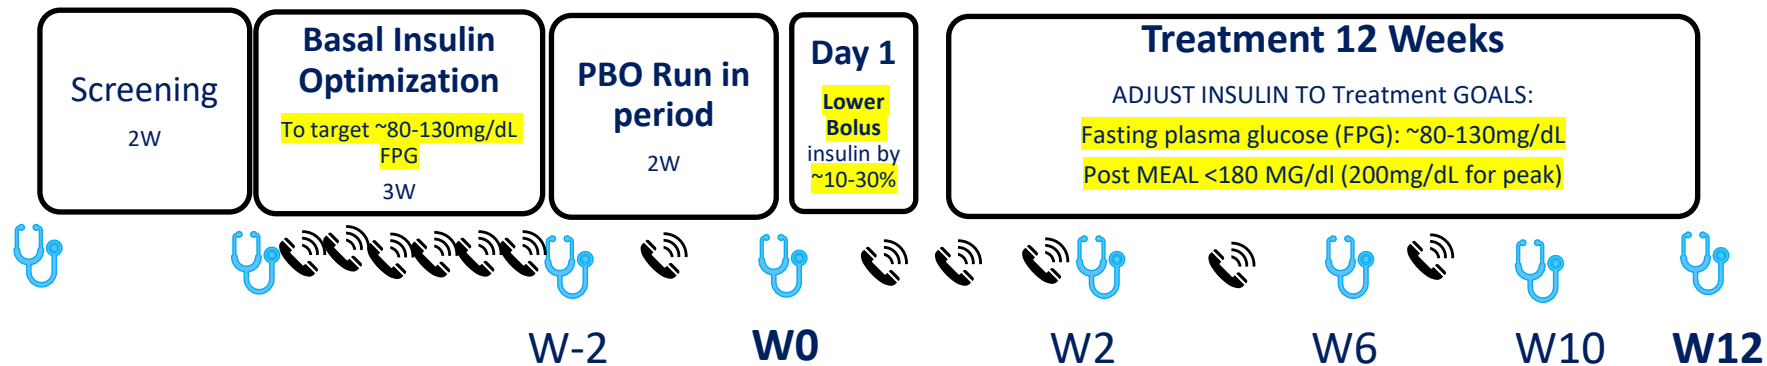 Screening
2W
Basal Insulin
Optimization
To target ~80-130mg/dL
FPG
3W
PBO Run in
period
2W
Day 1
Lower
Bolus
insulin by
~10-30%
Treatment 12 Weeks
ADJUST INSULIN TO Treatment GOALS:
Fasting plasma glucose (FPG): ~80-130mg/dL
Post MEAL <180 MG/dl (200mg/dL for peak)
W-2
W0
W2
W6
W10
W12